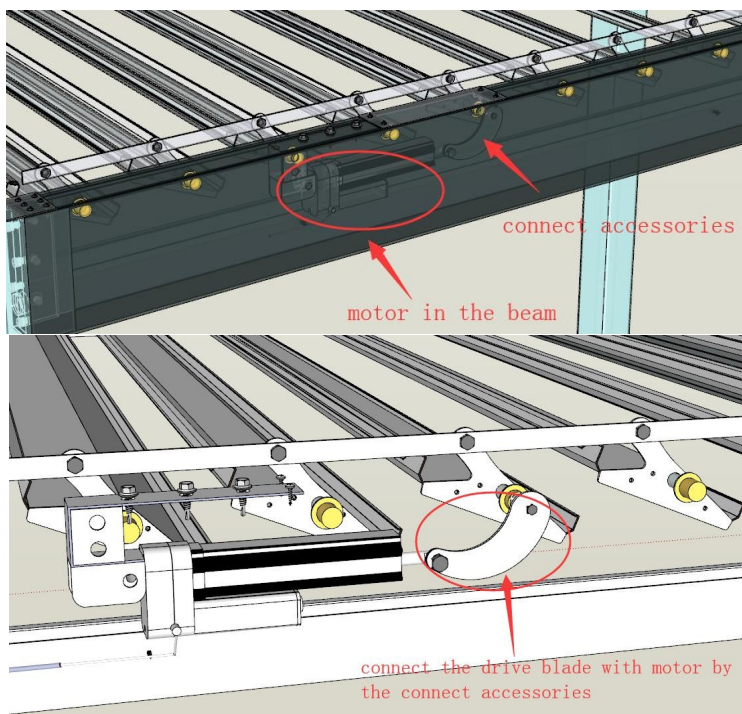 connect accessories
motor in the beam
connect the drive blade with motor by
the connect accessories